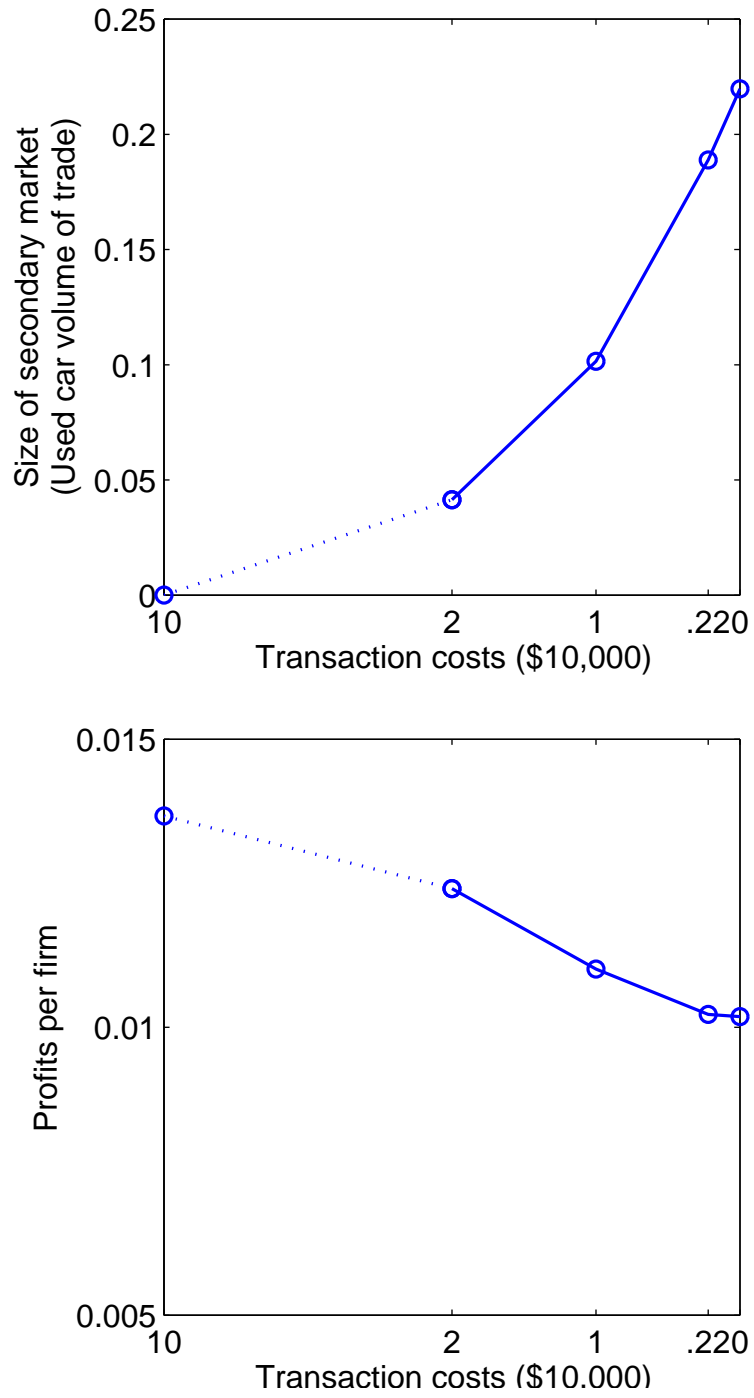 0.25
0.2
0.15
0.1
0.05
0
Size of secondary market
(Used car volume of trade)
10 2 1 .220
Transaction costs ($10,000)
0.015
0.01
0.005
Profits per firm
10 2 1 .220
Transaction costs ($10,000)